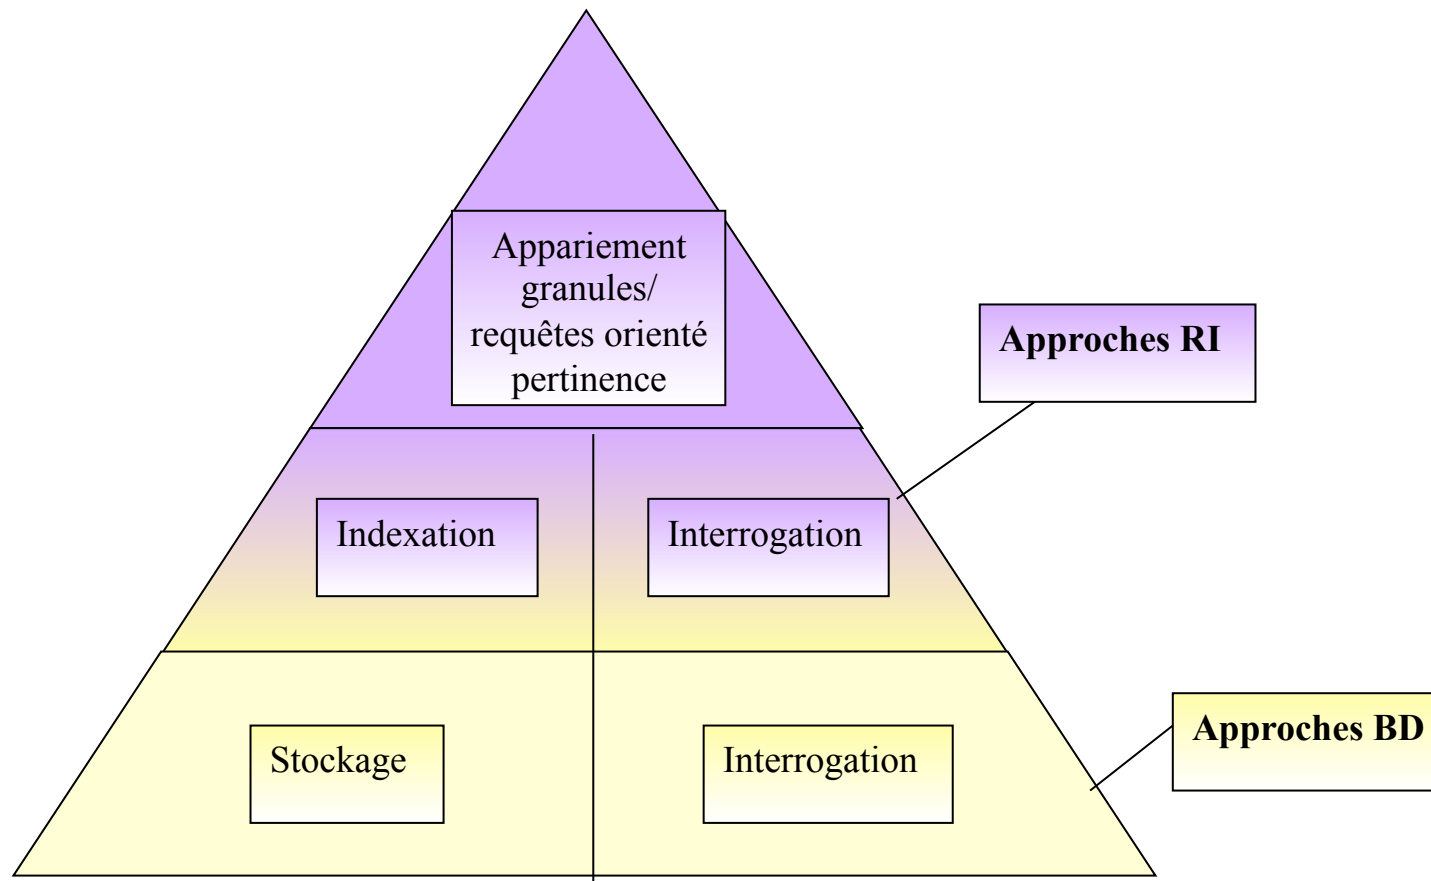 Appariement
granules/
requêtes orienté
pertinence
Approches RI
Indexation
Interrogation
Stockage
Interrogation
Approches BD